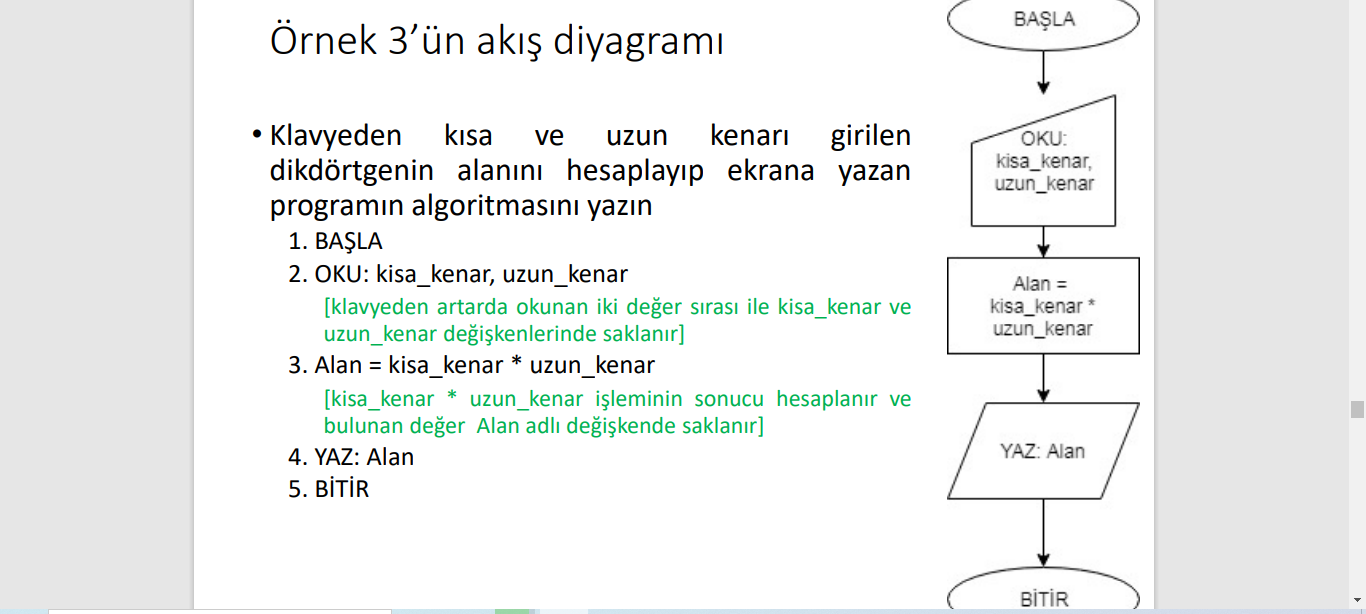 Örnek 3’ün akış diyagramı
• Klavyeden kısa ve uzun kenarı girilen
dikdörtgenin alanını hesaplayıp ekrana yazan
programın algoritmasını yazın
1. BAŞLA
2. OKU: kisa_kenar, uzun_kenar
[klavyeden artarda okunan iki değer sırası ile kisa_kenar ve
uzun_kenar değişkenlerinde saklanır]
3. Alan = kisa_kenar * uzun_kenar
[kisa_kenar * uzun_kenar işleminin sonucu hesaplanır ve
bulunan değer Alan adlı değişkende saklanır]
4. YAZ: Alan
5. BİTİR
BAŞLA
OKU:
kisa_kenar,
uzun_kenar
Alan =
kisa_kenar *
uzun_kenar
YAZ: Alan
BİTİR